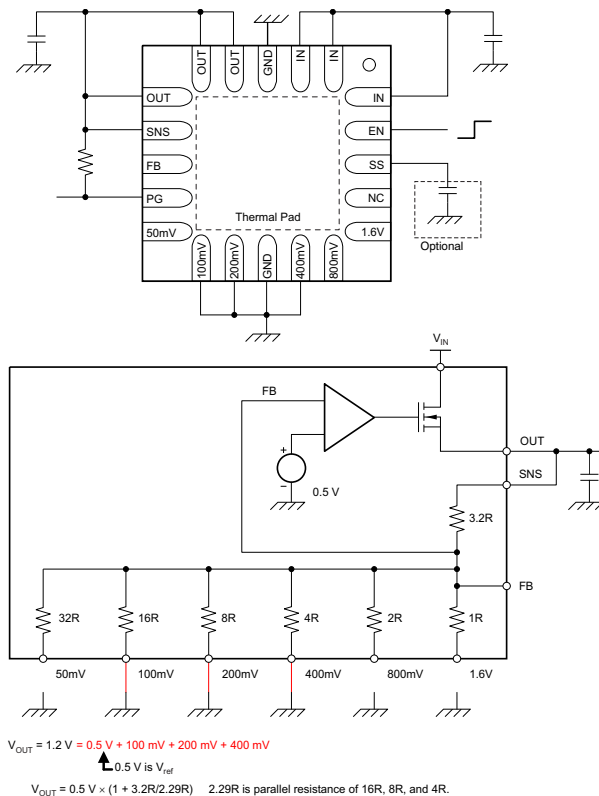 OUT
OUT
GND
IN
IN
OUT
SNS
FB
PG
50mV
IN
EN
SS
NC
1.6V
Thermal Pad
100mV
200mV
GND
400mV
800mV
Optional
V_IN
FB
OUT
SNS
+
−
0.5 V
3.2R
FB
32R
16R
8R
4R
2R
1R
50mV
100mV
200mV
400mV
800mV
1.6V
V_OUT = 1.2 V = 0.5 V + 100 mV + 200 mV + 400 mV
0.5 V is V_ref
V_OUT = 0.5 V × (1 + 3.2R/2.29R) 2.29R is parallel resistance of 16R, 8R, and 4R.